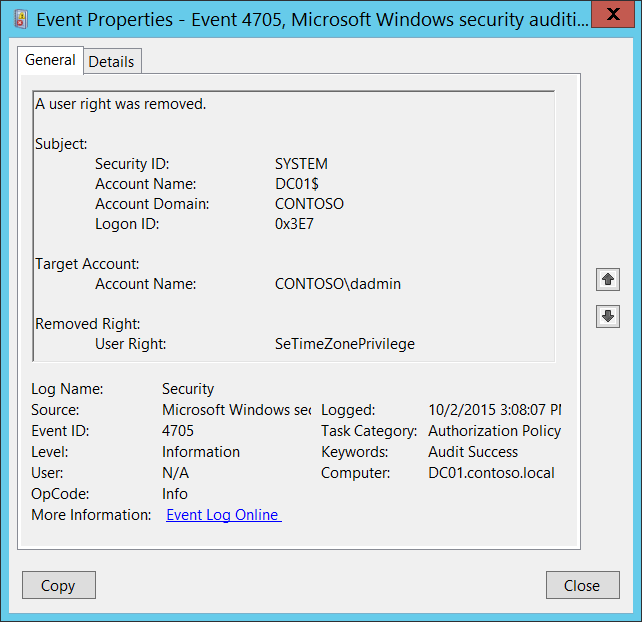 Event Properties - Event 4705, Microsoft Windows security auditi...
X
General Details
A user right was removed.
Subject:
Security ID: SYSTEM
Account Name: DC01$
Account Domain: CONTOSO
Logon ID: 0x3E7
Target Account:
Account Name: CONTOSO\dadmin
Removed Right:
User Right: SeTimeZonePrivilege
Log Name: Security
Source: Microsoft Windows sec Logged: 10/2/2015 3:08:07 PM
Event ID: 4705 Task Category: Authorization Policy
Level: Information Keywords: Audit Success
User: N/A Computer: DC01.contoso.local
OpCode: Info
More Information: Event Log Online
Copy Close